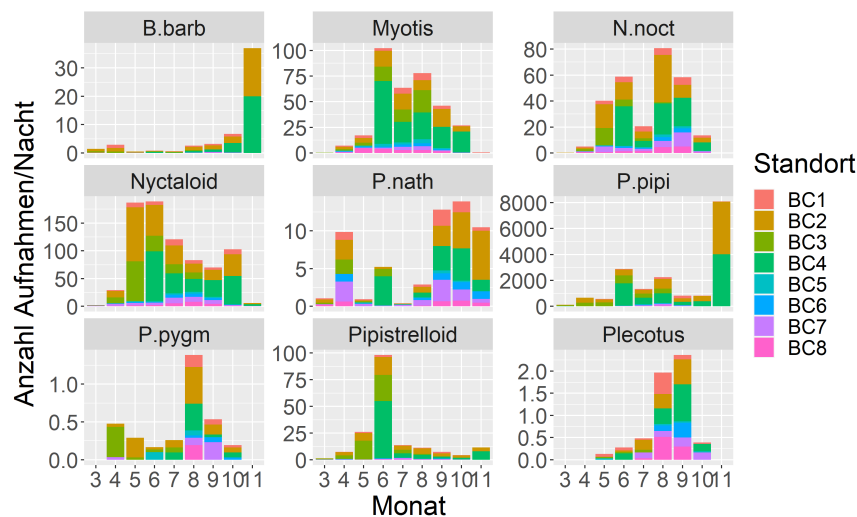 B.barb Myotis N.noct
30
20
10
0
100
75
50
25
0
80
60
40
20
0
Nyctaloid P.nath P.pipi
150
100
50
0
10
5
0
8000
6000
4000
2000
0
P.pygm Pipistrelloid Plecotus
1.0
0.5
0.0
100
75
50
25
0
2.0
1.5
1.0
0.5
0.0
3 4 5 6 7 8 9 10 11
3 4 5 6 7 8 9 10 11
3 4 5 6 7 8 9 10 11
Monat
Anzahl Aufnahmen/Nacht
Standort
BC1
BC2
BC3
BC4
BC5
BC6
BC7
BC8